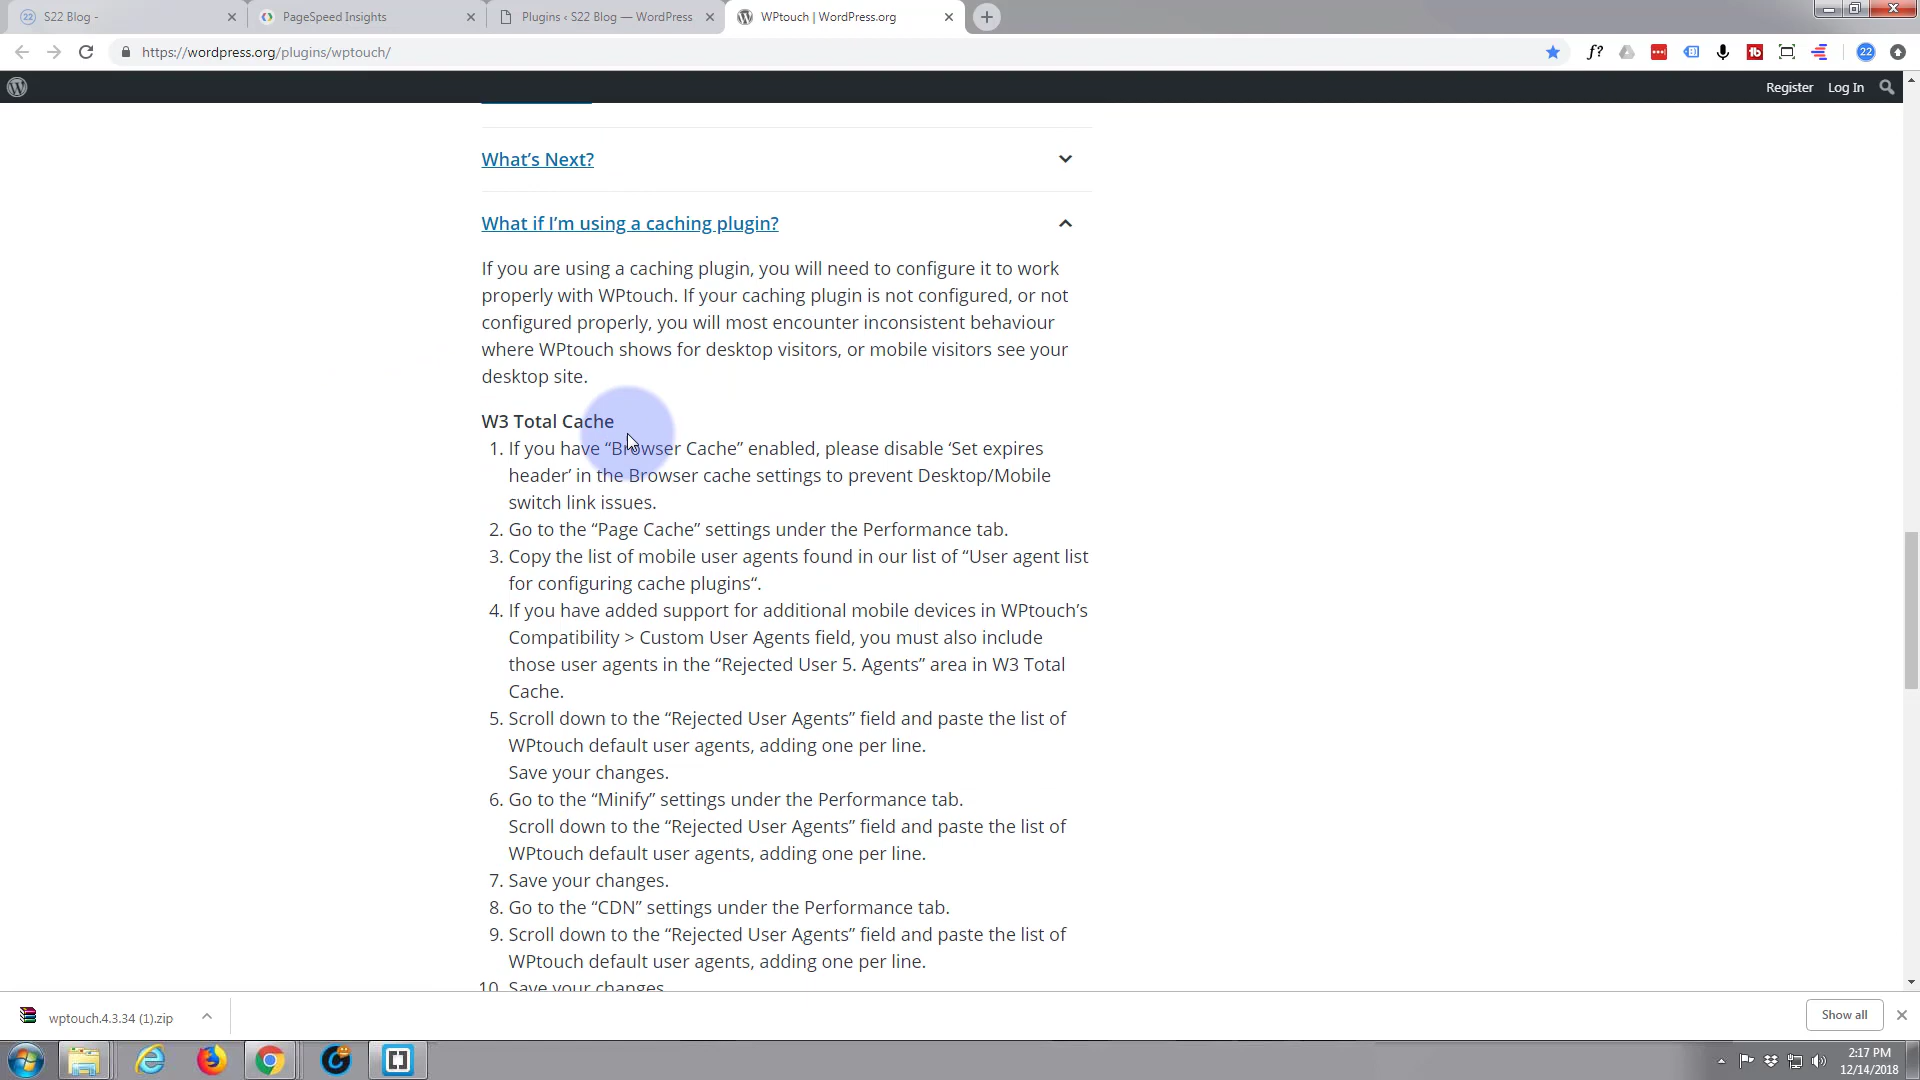 22 S22 Blog -
PageSpeed Insights
Plugins ‹ S22 Blog — WordPress
WPtouch | WordPress.org
https://wordpress.org/plugins/wptouch/
f?
22
Register Log In
What’s Next?
What if I’m using a caching plugin?
If you are using a caching plugin, you will need to configure it to work
properly with WPtouch. If your caching plugin is not configured, or not
configured properly, you will most encounter inconsistent behaviour
where WPtouch shows for desktop visitors, or mobile visitors see your
desktop site.
W3 Total Cache
1. If you have “Browser Cache” enabled, please disable ‘Set expires
header’ in the Browser cache settings to prevent Desktop/Mobile
switch link issues.
2. Go to the “Page Cache” settings under the Performance tab.
3. Copy the list of mobile user agents found in our list of “User agent list
for configuring cache plugins“.
4. If you have added support for additional mobile devices in WPtouch’s
Compatibility > Custom User Agents field, you must also include
those user agents in the “Rejected User 5. Agents” area in W3 Total
Cache.
5. Scroll down to the “Rejected User Agents” field and paste the list of
WPtouch default user agents, adding one per line.
Save your changes.
6. Go to the “Minify” settings under the Performance tab.
Scroll down to the “Rejected User Agents” field and paste the list of
WPtouch default user agents, adding one per line.
7. Save your changes.
8. Go to the “CDN” settings under the Performance tab.
9. Scroll down to the “Rejected User Agents” field and paste the list of
WPtouch default user agents, adding one per line.
10. Save your changes.
wptouch.4.3.34 (1).zip
Show all
2:17 PM
12/14/2018